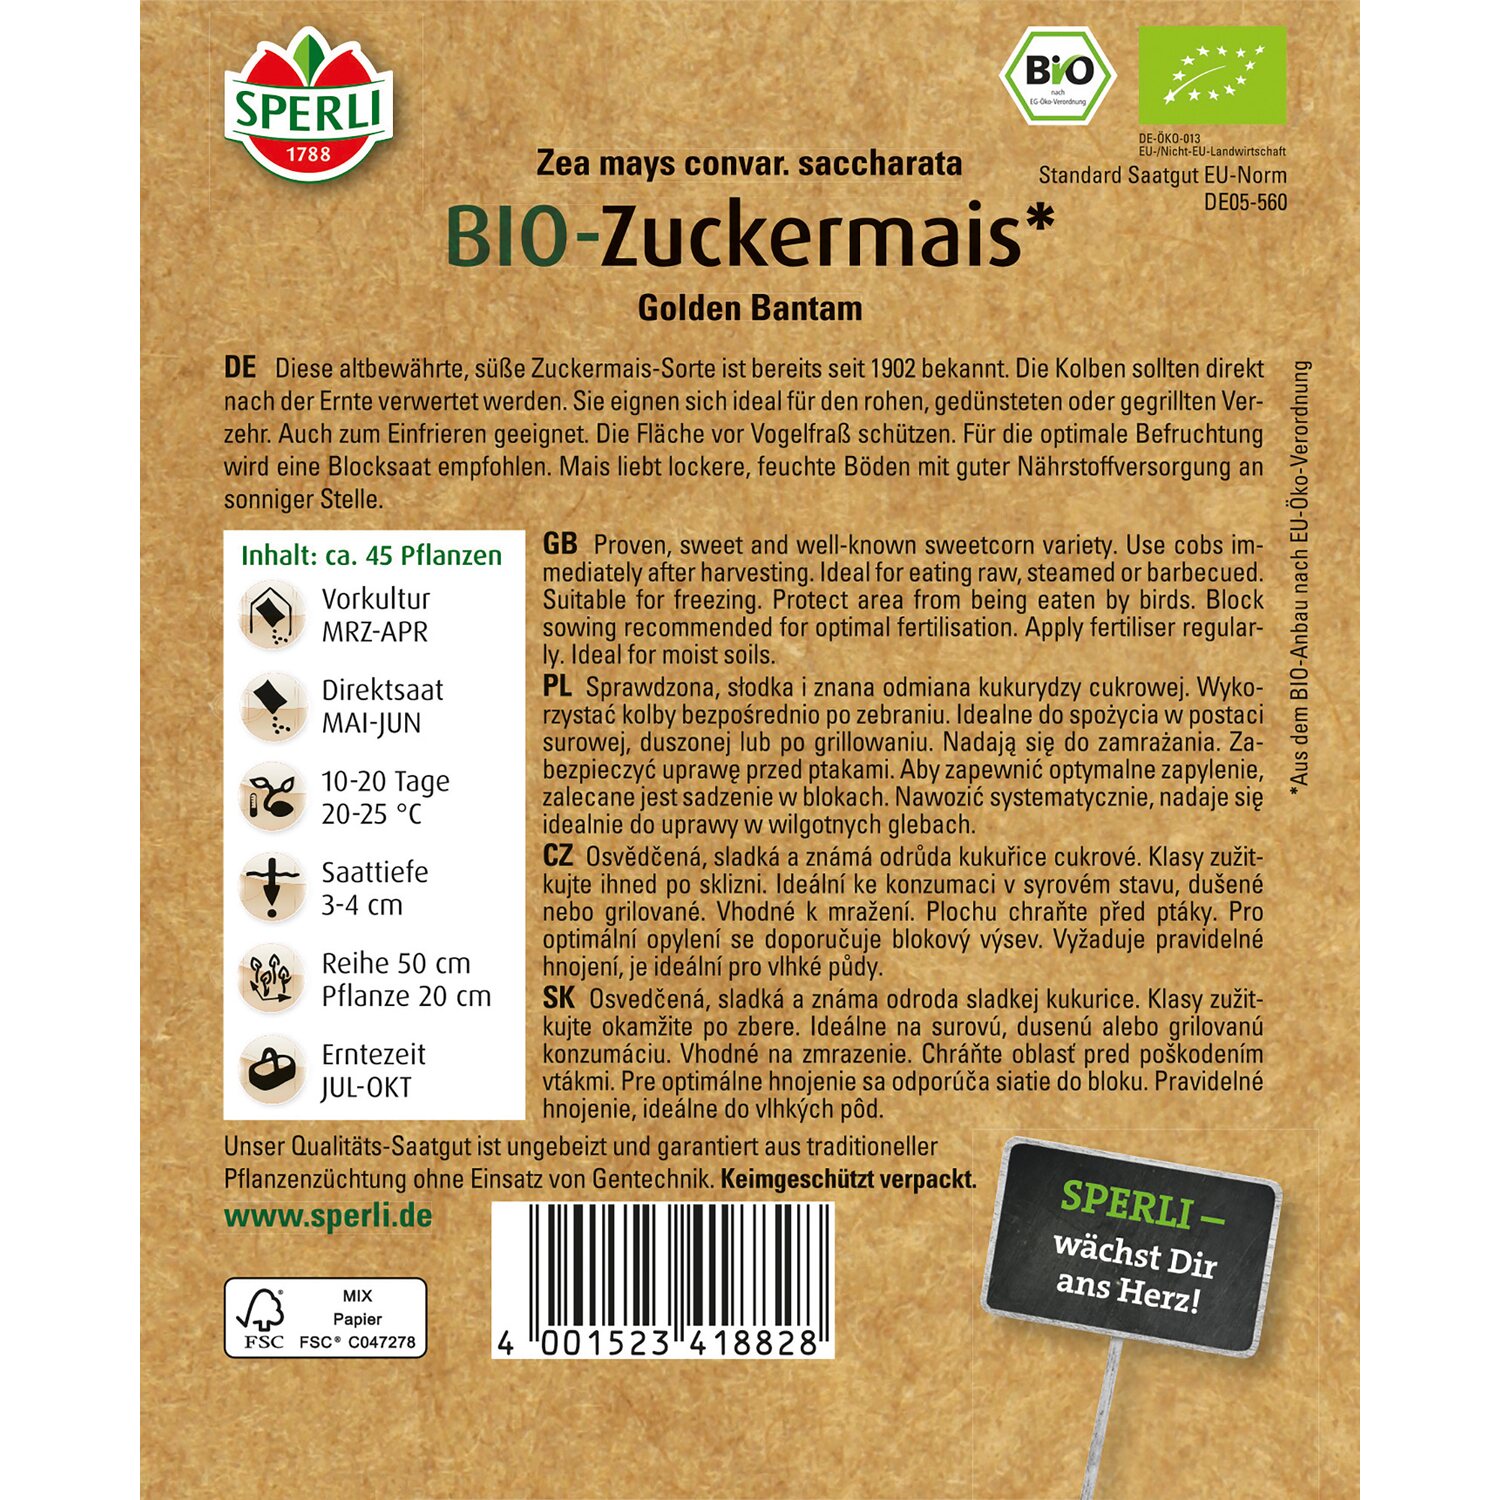 SPERLI
1788
BiO
nach
EG-Öko-Verordnung
DE-ÖKO-013
EU-/Nicht-EU-Landwirtschaft
Standard Saatgut EU-Norm
DE05-560
Zea mays convar. saccharata
BIO-Zuckermais*
Golden Bantam
DE Diese altbewährte, süße Zuckermais-Sorte ist bereits seit 1902 bekannt. Die Kolben sollten direkt
nach der Ernte verwertet werden. Sie eignen sich ideal für den rohen, gedünsteten oder gegrillten Ver-
zehr. Auch zum Einfrieren geeignet. Die Fläche vor Vogelfraß schützen. Für die optimale Befruchtung
wird eine Blocksaat empfohlen. Mais liebt lockere, feuchte Böden mit guter Nährstoffversorgung an
sonniger Stelle.
*Aus dem BIO-Anbau nach EU-Öko-Verordnung
Inhalt: ca. 45 Pflanzen
Vorkultur
MRZ-APR
Direktsaat
MAI-JUN
10-20 Tage
20-25 °C
Saattiefe
3-4 cm
Reihe 50 cm
Pflanze 20 cm
Erntezeit
JUL-OKT
GB Proven, sweet and well-known sweetcorn variety. Use cobs im-
mediately after harvesting. Ideal for eating raw, steamed or barbecued.
Suitable for freezing. Protect area from being eaten by birds. Block
sowing recommended for optimal fertilisation. Apply fertiliser regular-
ly. Ideal for moist soils.
PL Sprawdzona, słodka i znana odmiana kukurydzy cukrowej. Wyko-
rzystać kolby bezpośrednio po zebraniu. Idealne do spożycia w postaci
surowej, duszonej lub po grillowaniu. Nadają się do zamrażania. Za-
bezpieczyć uprawę przed ptakami. Aby zapewnić optymalne zapylenie,
zalecane jest sadzenie w blokach. Nawozić systematycznie, nadaje się
idealnie do uprawy w wilgotnych glebach.
CZ Osvědčená, sladká a známá odrůda kukuřice cukrové. Klasy zužit-
kujte ihned po sklizni. Ideální ke konzumaci v syrovém stavu, dušené
nebo grilované. Vhodné k mražení. Plochu chraňte před ptáky. Pro
optimální opylení se doporučuje blokový výsev. Vyžaduje pravidelné
hnojení, je ideální pro vlhké půdy.
SK Osvedčená, sladká a známa odroda sladkej kukurice. Klasy zužit-
kujte okamžite po zbere. Ideálne na surovú, dusenú alebo grilovanú
konzumáciu. Vhodné na zmrazenie. Chráňte oblasť pred poškodením
vtákmi. Pre optimálne hnojenie sa odporúča siatie do bloku. Pravidelné
hnojenie, ideálne do vlhkých pôd.
Unser Qualitäts-Saatgut ist ungebeizt und garantiert aus traditioneller
Pflanzenzüchtung ohne Einsatz von Gentechnik. Keimgeschützt verpackt.
www.sperli.de
FSC
MIX
Papier
FSC® C047278
4 001523 418828
SPERLI –
wächst Dir
ans Herz!